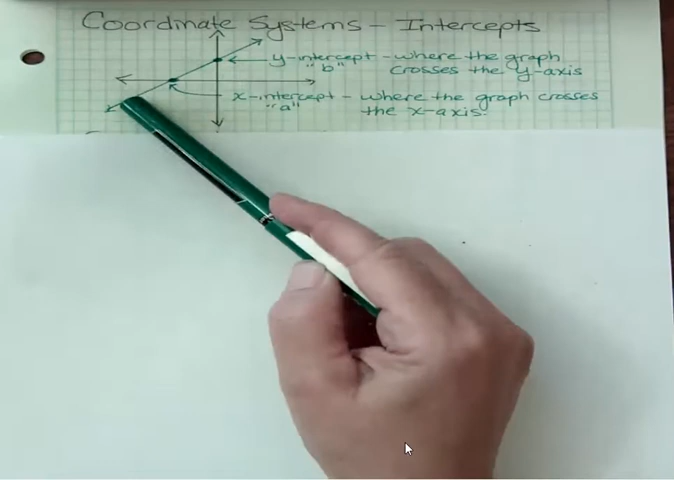 Coordinate Systems - Intercepts
y-intercept - where the graph
"b" crosses the y-axis
x-intercept - where the graph crosses
"a" the x-axis.